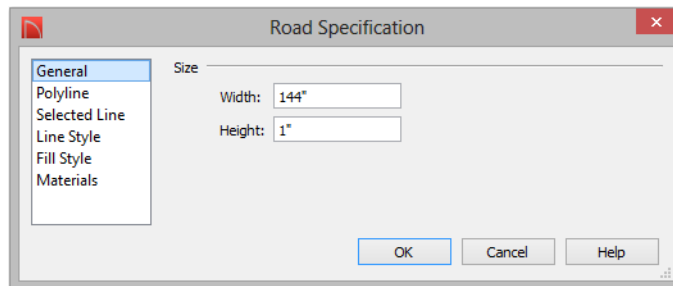 Road Specification
General
Polyline
Selected Line
Line Style
Fill Style
Materials
Size
Width: 144"
Height: 1"
OK Cancel Help